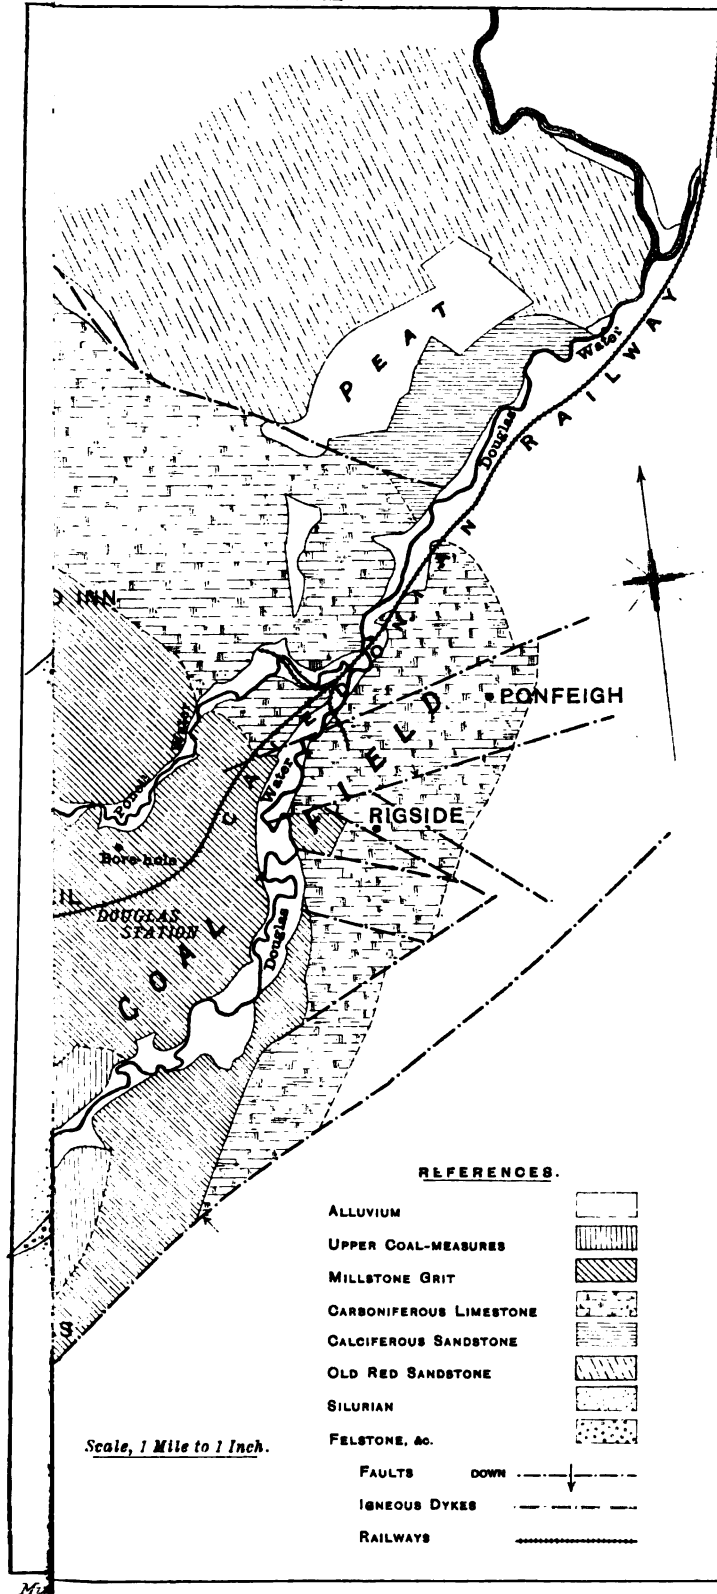 PEAT
Water
Douglas
CALEDONIAN RAILWAY
INN
PONFEIGH
Water
Poneil
Water
RIGSIDE
Bore-hole
IL
DOUGLAS
STATION
Douglas
COAL FIELD
S
REFERENCES.
ALLUVIUM
UPPER COAL-MEASURES
MILLSTONE GRIT
CARBONIFEROUS LIMESTONE
CALCIFEROUS SANDSTONE
OLD RED SANDSTONE
SILURIAN
FELSTONE, &c.
Scale, 1 Mile to 1 Inch.
FAULTS DOWN
IGNEOUS DYKES
RAILWAYS